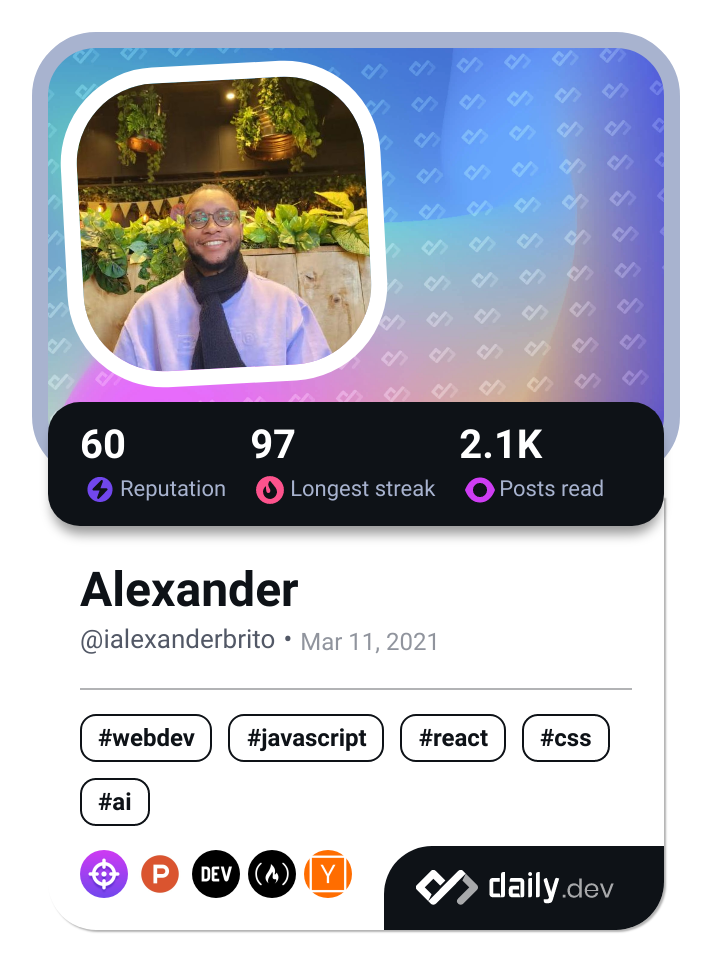 60 97 2.1K
Reputation Longest streak Posts read
Alexander
@ialexanderbrito • Mar 11, 2021
#webdev #javascript #react #css
#ai
P DEV Y daily.dev